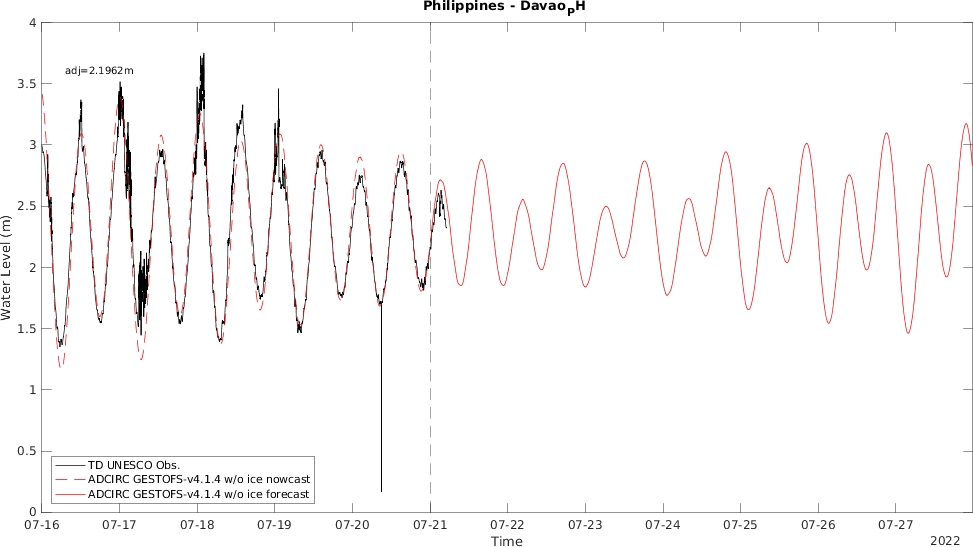 Philippines - Davao_PH
4
adj=2.1962m
3.5
3
2.5
2
1.5
1
0.5
0
Water Level (m)
TD UNESCO Obs.
ADCIRC GESTOFS-v4.1.4 w/o ice nowcast
ADCIRC GESTOFS-v4.1.4 w/o ice forecast
07-16 07-17 07-18 07-19 07-20 07-21 07-22 07-23 07-24 07-25 07-26 07-27
Time
2022